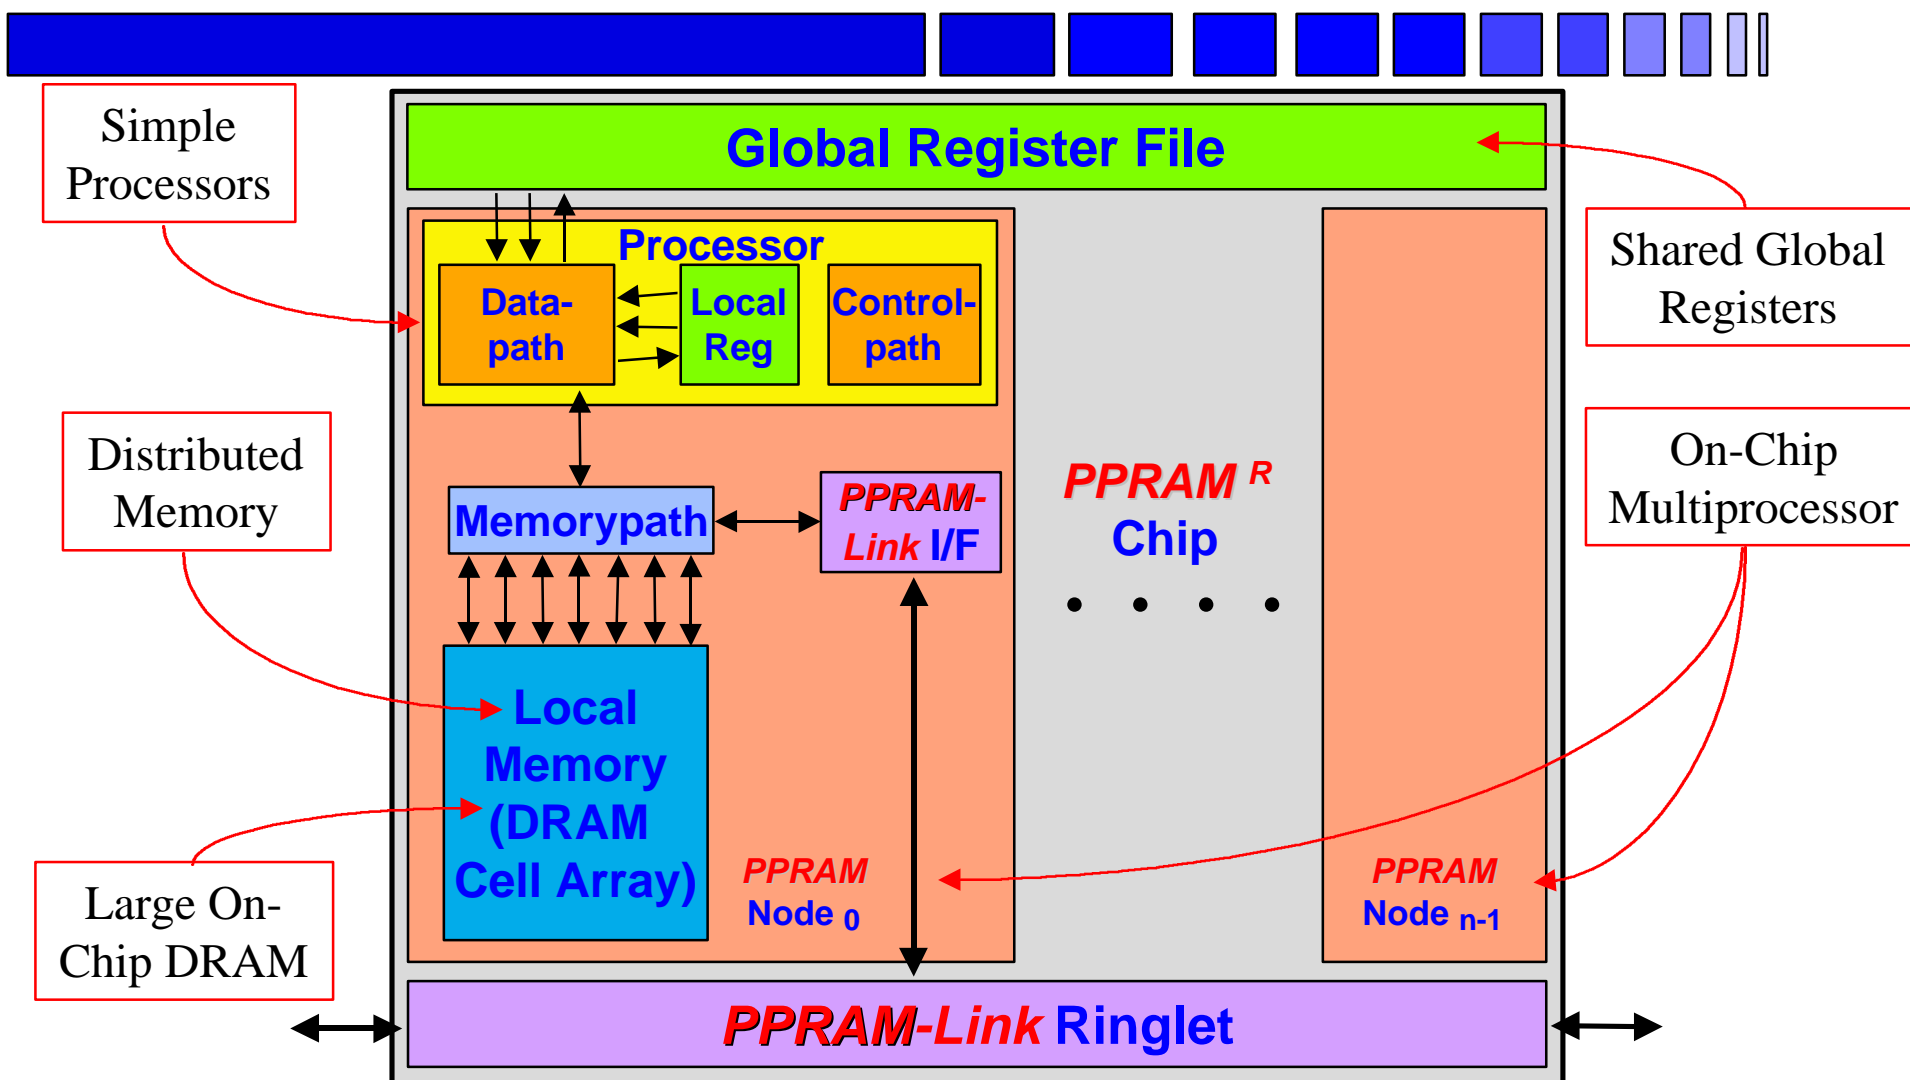 Simple
Processors
Global Register File
Shared Global
Registers
Processor
Data-
path
Local
Reg
Control-
path
Distributed
Memory
Memorypath
PPRAM-
Link I/F
PPRAM R
Chip
• • • •
On-Chip
Multiprocessor
Local
Memory
(DRAM
Cell Array)
Large On-
Chip DRAM
PPRAM
Node 0
PPRAM
Node n-1
PPRAM-Link Ringlet